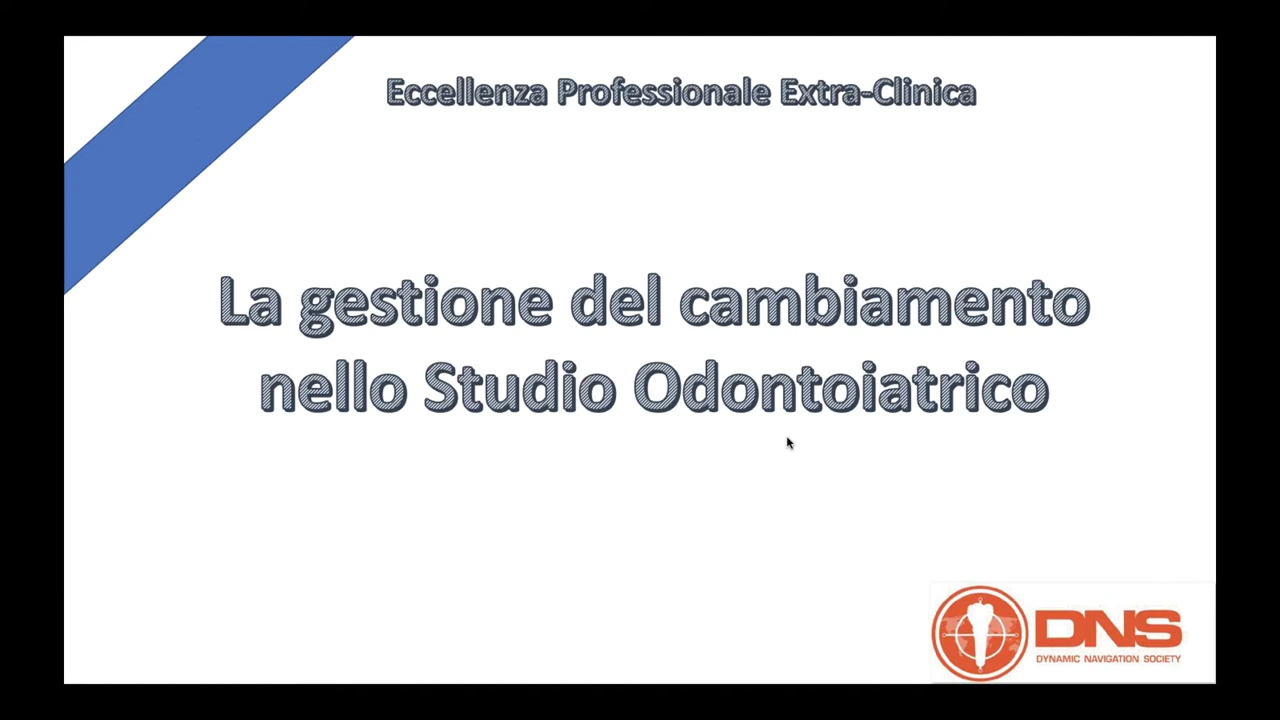 Eccellenza Professionale Extra-Clinica
La gestione del cambiamento
nello Studio Odontoiatrico
DNS
DYNAMIC NAVIGATION SOCIETY